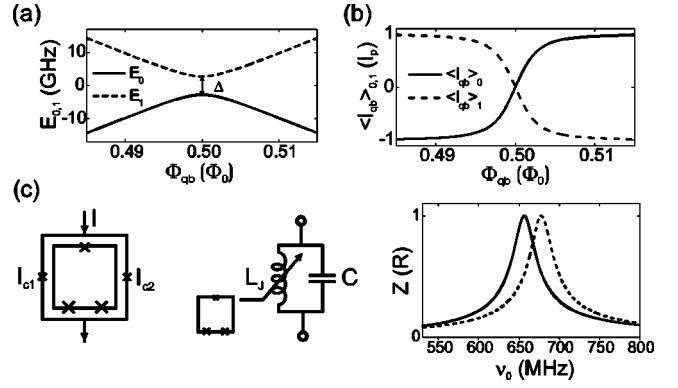 (a)
E₀,₁ (GHz)
10
0
-10
E₀
E₁
Δ
0.49 0.50 0.51
Φqb (Φ₀)
(b)
<Iqb>₀,₁ (Ip)
1
0
-1
<Iqb>₀
<Iqb>₁
0.49 0.50 0.51
Φqb (Φ₀)
(c)
I
Ic1
Ic2
LJ
C
Z (R)
1
0
550 600 650 700 750 800
ν₀ (MHz)